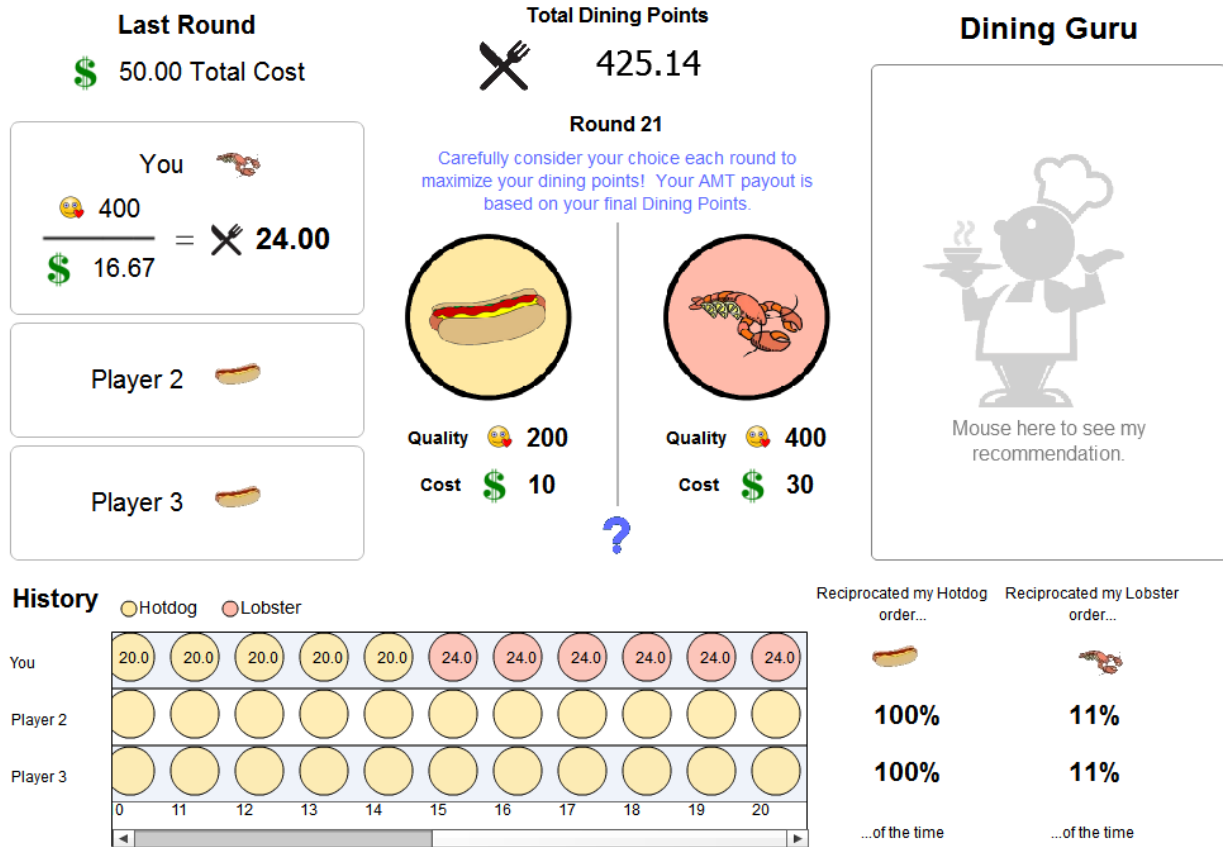 Last Round
$ 50.00 Total Cost
Total Dining Points
425.14
Dining Guru
You
400
$ 16.67
= 24.00
Player 2
Player 3
Round 21
Carefully consider your choice each round to
maximize your dining points! Your AMT payout is
based on your final Dining Points.
Quality 200
Cost $ 10
Quality 400
Cost $ 30
?
Mouse here to see my
recommendation.
History
Hotdog Lobster
You 20.0 20.0 20.0 20.0 20.0 24.0 24.0 24.0 24.0 24.0 24.0
Player 2
Player 3
0 11 12 13 14 15 16 17 18 19 20
Reciprocated my Hotdog
order...
100%
100%
...of the time
Reciprocated my Lobster
order...
11%
11%
...of the time